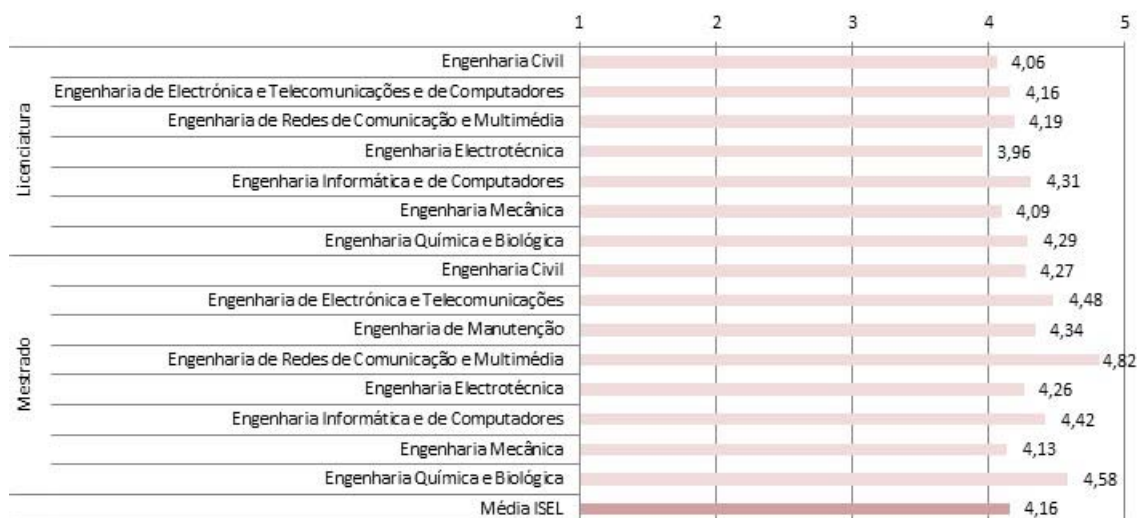 1 2 3 4 5
Licenciatura
Engenharia Civil 4,06
Engenharia de Electrónica e Telecomunicações e de Computadores 4,16
Engenharia de Redes de Comunicação e Multimédia 4,19
Engenharia Electrotécnica 3,96
Engenharia Informática e de Computadores 4,31
Engenharia Mecânica 4,09
Engenharia Química e Biológica 4,29
Mestrado
Engenharia Civil 4,27
Engenharia de Electrónica e Telecomunicações 4,48
Engenharia de Manutenção 4,34
Engenharia de Redes de Comunicação e Multimédia 4,82
Engenharia Electrotécnica 4,26
Engenharia Informática e de Computadores 4,42
Engenharia Mecânica 4,13
Engenharia Química e Biológica 4,58
Média ISEL 4,16